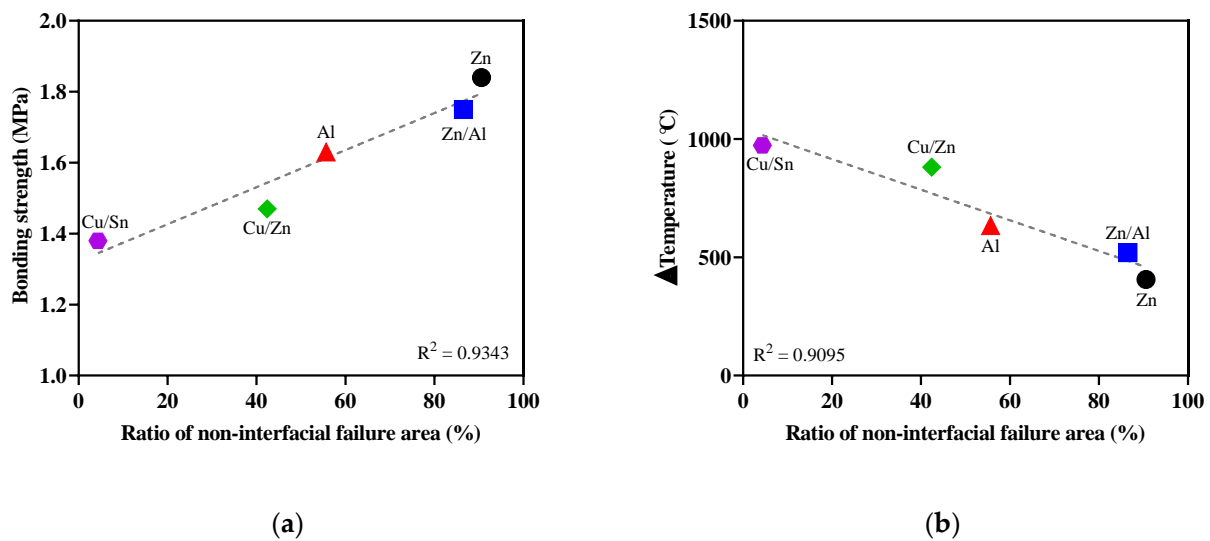 2.0
1.8
1.6
1.4
1.2
1.0
0
20
40
60
80
100
Bonding strength (MPa)
Ratio of non-interfacial failure area (%)
Cu/Sn
Cu/Zn
Al
Zn/Al
Zn
R² = 0.9343
(a)
1500
1000
500
0
0
20
40
60
80
100
▲Temperature (℃)
Ratio of non-interfacial failure area (%)
Cu/Sn
Cu/Zn
Al
Zn/Al
Zn
R² = 0.9095
(b)